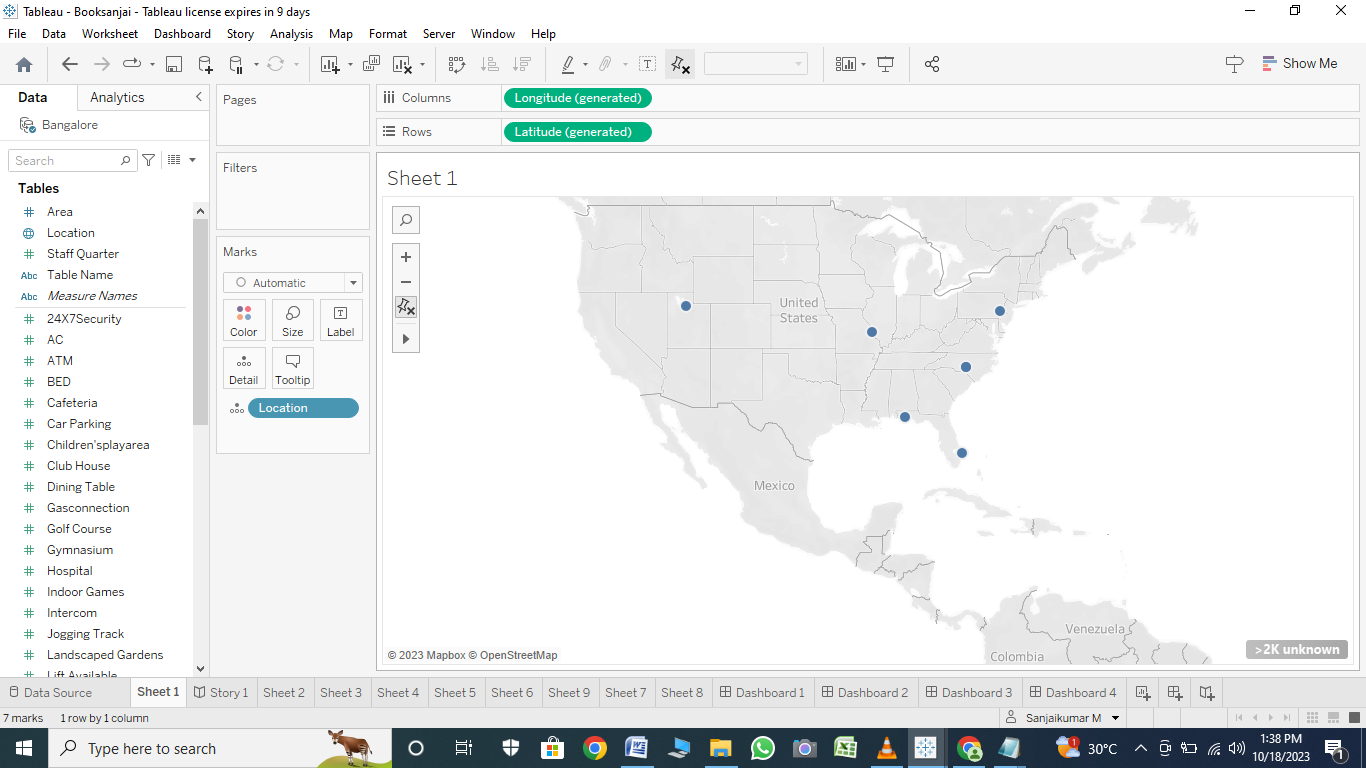 Tableau - Booksanjai - Tableau license expires in 9 days
File Data Worksheet Dashboard Story Analysis Map Format Server Window Help
Show Me
Data Analytics
Bangalore
Search
Tables
Area
Location
Staff Quarter
Abc Table Name
Abc Measure Names
24X7Security
AC
ATM
BED
Cafeteria
Car Parking
Children'splayarea
Club House
Dining Table
Gasconnection
Golf Course
Gymnasium
Hospital
Indoor Games
Intercom
Jogging Track
Landscaped Gardens
Lift Available
Pages
Filters
Marks
Automatic
Color Size Label
Detail Tooltip
Location
Columns Longitude (generated)
Rows Latitude (generated)
Sheet 1
United
States
Mexico
Venezuela
Colombia
>2K unknown
© 2023 Mapbox © OpenStreetMap
Data Source Sheet 1 Story 1 Sheet 2 Sheet 3 Sheet 4 Sheet 5 Sheet 6 Sheet 9 Sheet 7 Sheet 8 Dashboard 1 Dashboard 2 Dashboard 3 Dashboard 4
7 marks 1 row by 1 column Sanjaikumar M
Type here to search
30°C
1:38 PM
10/18/2023